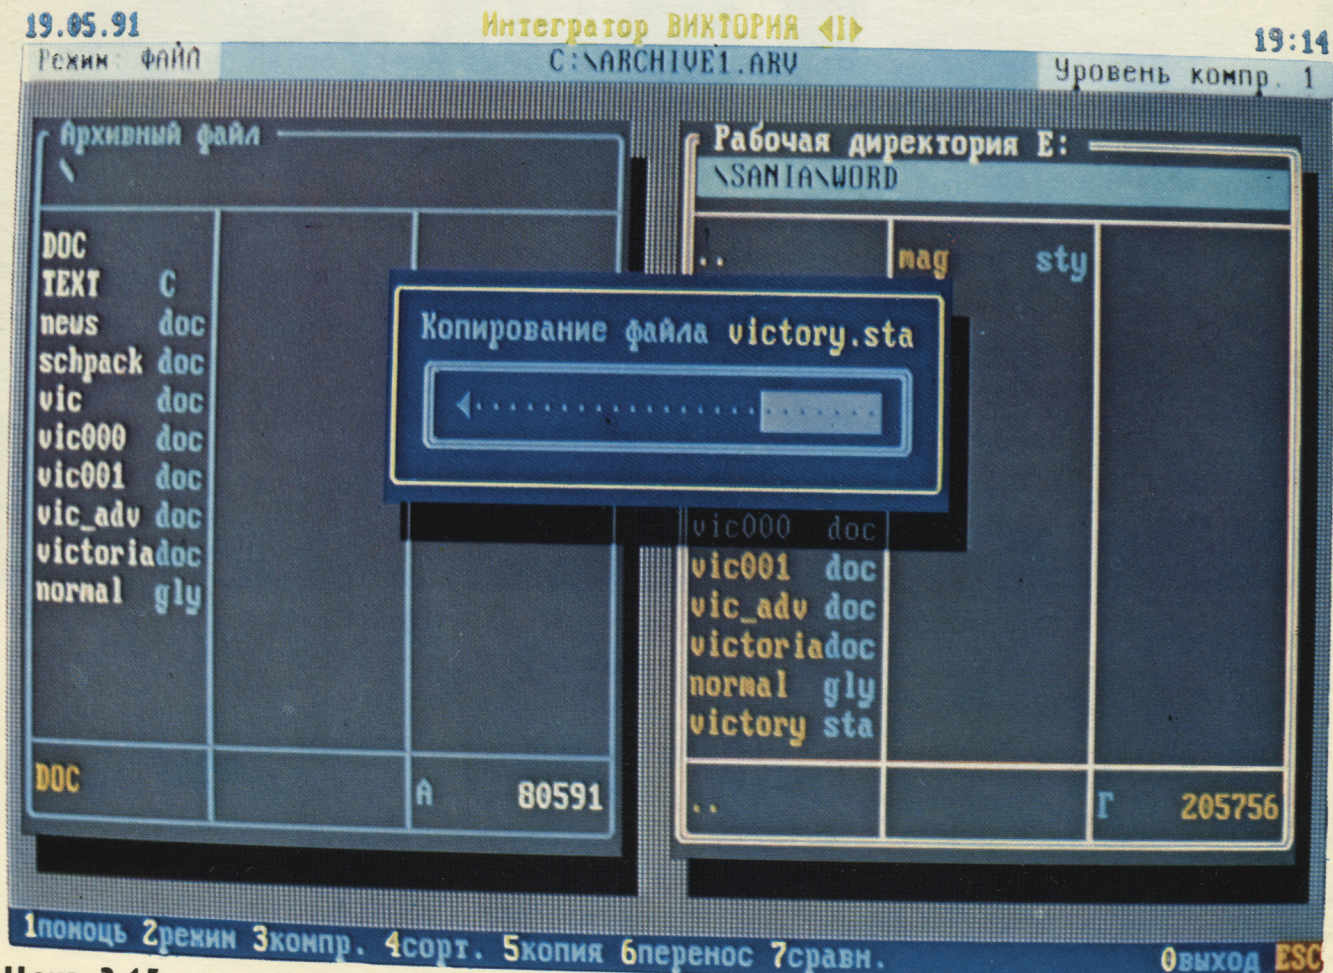 19.05.91 Интегратор ВИКТОРИЯ 19:14
Режим: ФАЙЛ C:\ARCHIVE1.ARV Уровень компр. 1
Архивный файл
\
DOC
TEXT C
news doc
schpack doc
vic doc
vic000 doc
vic001 doc
vic_adv doc
victoriadoc
normal gly
DOC A 80591
Рабочая директория E:
\SANIA\WORD
.. mag sty
Копирование файла victory.sta
vic000 doc
vic001 doc
vic_adv doc
victoriadoc
normal gly
victory sta
.. Г 205756
1помощь 2режим 3компр. 4сорт. 5копия 6перенос 7сравн. 0выход ESC